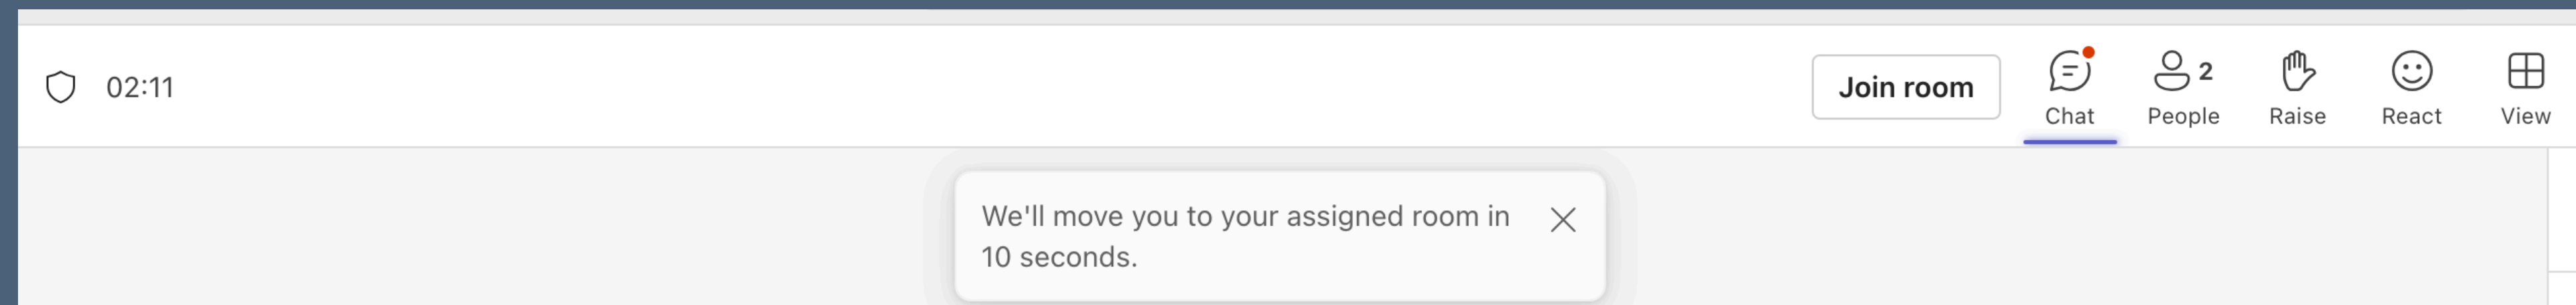 02:11
Join room
Chat
People 2
Raise
React
View
We'll move you to your assigned room in
10 seconds.